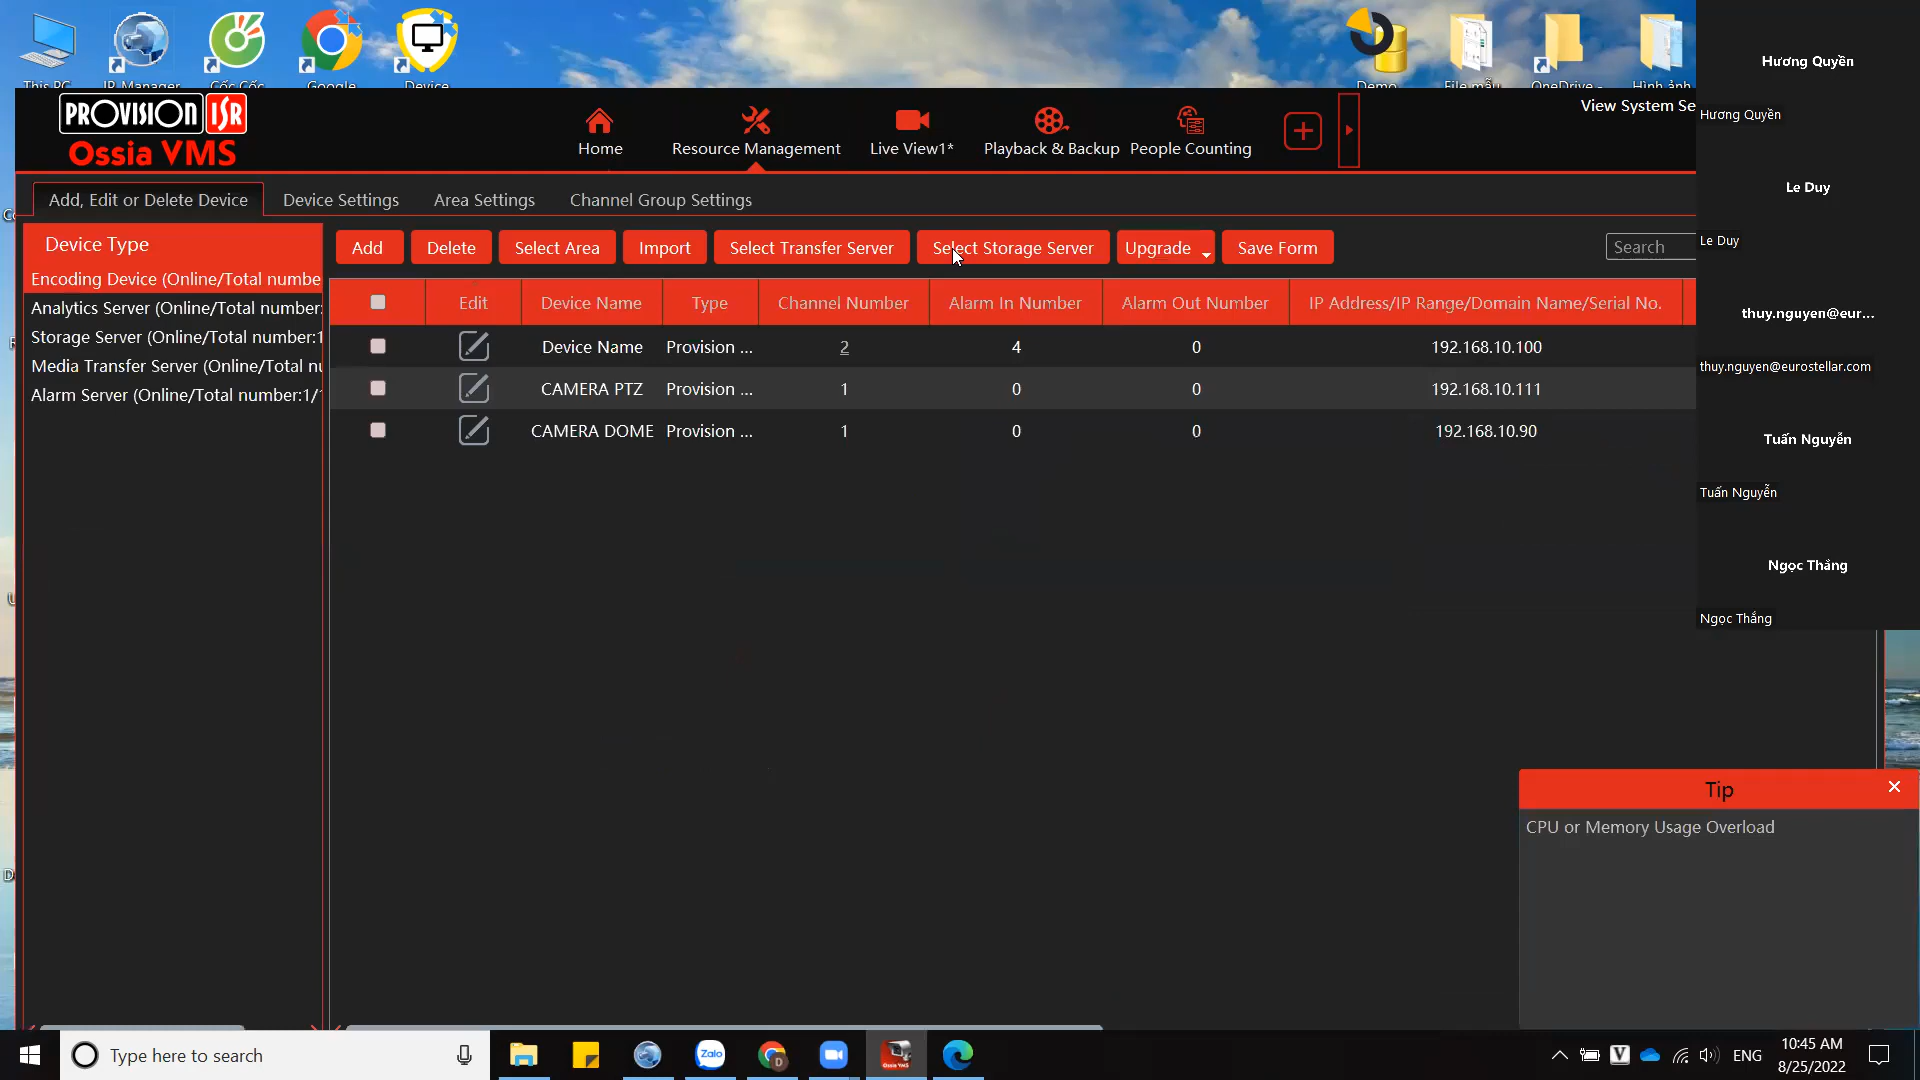 This PC
IP Manager
Cốc Cốc
Google
Device
Demo
File mẫu
OneDrive -
Hình ảnh
PROVISION ISR
Ossia VMS
Home
Resource Management
Live View1*
Playback & Backup
People Counting
View System Se
Add, Edit or Delete Device
Device Settings
Area Settings
Channel Group Settings
Device Type
Encoding Device (Online/Total numbe
Analytics Server (Online/Total number:
Storage Server (Online/Total number:1
Media Transfer Server (Online/Total nu
Alarm Server (Online/Total number:1/1
Add
Delete
Select Area
Import
Select Transfer Server
Select Storage Server
Upgrade
Save Form
Search
Edit
Device Name
Type
Channel Number
Alarm In Number
Alarm Out Number
IP Address/IP Range/Domain Name/Serial No.
Device Name Provision ... 2 4 0 192.168.10.100
CAMERA PTZ Provision ... 1 0 0 192.168.10.111
CAMERA DOME Provision ... 1 0 0 192.168.10.90
Hương Quyền
Hương Quyền
Le Duy
Le Duy
thuy.nguyen@eur...
thuy.nguyen@eurostellar.com
Tuấn Nguyễn
Tuấn Nguyễn
Ngọc Thắng
Ngọc Thắng
Tip
CPU or Memory Usage Overload
Type here to search
Zalo
D
Ossia VMS
V
ENG
10:45 AM
8/25/2022